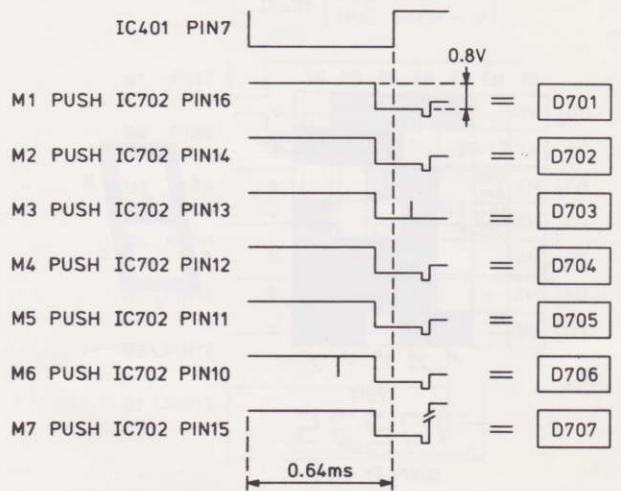 IC401 PIN7
0.8V
M1 PUSH IC702 PIN16 = D701
M2 PUSH IC702 PIN14 = D702
M3 PUSH IC702 PIN13 = D703
M4 PUSH IC702 PIN12 = D704
M5 PUSH IC702 PIN11 = D705
M6 PUSH IC702 PIN10 = D706
M7 PUSH IC702 PIN15 = D707
0.64ms